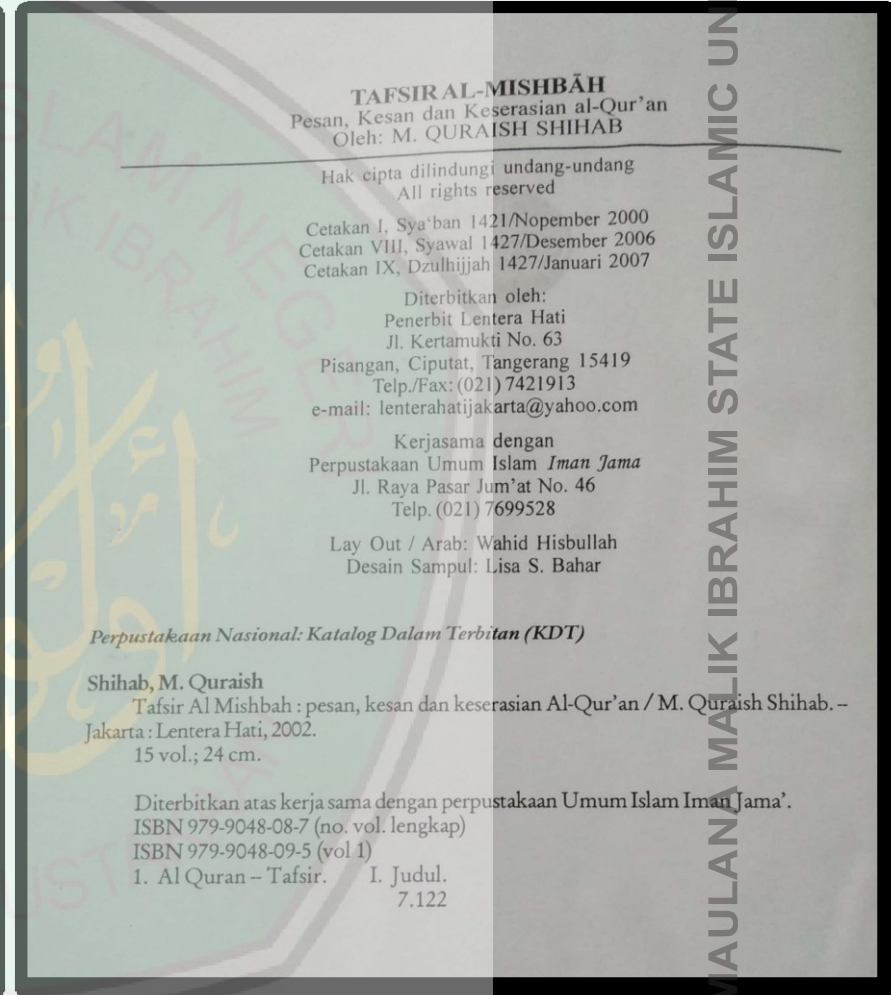 TAFSIR AL-MISHBĀH
Pesan, Kesan dan Keserasian al-Qur'an
Oleh: M. QURAISH SHIHAB
Hak cipta dilindungi undang-undang
All rights reserved
Cetakan I, Sya'ban 1421/Nopember 2000
Cetakan VIII, Syawal 1427/Desember 2006
Cetakan IX, Dzulhijjah 1427/Januari 2007
Diterbitkan oleh:
Penerbit Lentera Hati
Jl. Kertamukti No. 63
Pisangan, Ciputat, Tangerang 15419
Telp./Fax: (021) 7421913
e-mail: lenterahatijakarta@yahoo.com
Kerjasama dengan
Perpustakaan Umum Islam Iman Jama
Jl. Raya Pasar Jum'at No. 46
Telp. (021) 7699528
Lay Out / Arab: Wahid Hisbullah
Desain Sampul: Lisa S. Bahar
Perpustakaan Nasional: Katalog Dalam Terbitan (KDT)
Shihab, M. Quraish
Tafsir Al Mishbah : pesan, kesan dan keserasian Al-Qur'an / M. Quraish Shihab. –
Jakarta : Lentera Hati, 2002.
15 vol.; 24 cm.
Diterbitkan atas kerja sama dengan perpustakaan Umum Islam Iman Jama'.
ISBN 979-9048-08-7 (no. vol. lengkap)
ISBN 979-9048-09-5 (vol 1)
1. Al Quran – Tafsir. I. Judul.
7.122
MAULANA MALIK IBRAHIM STATE ISLAMIC UN
SLAM NEGER
LIK IBRAHIM